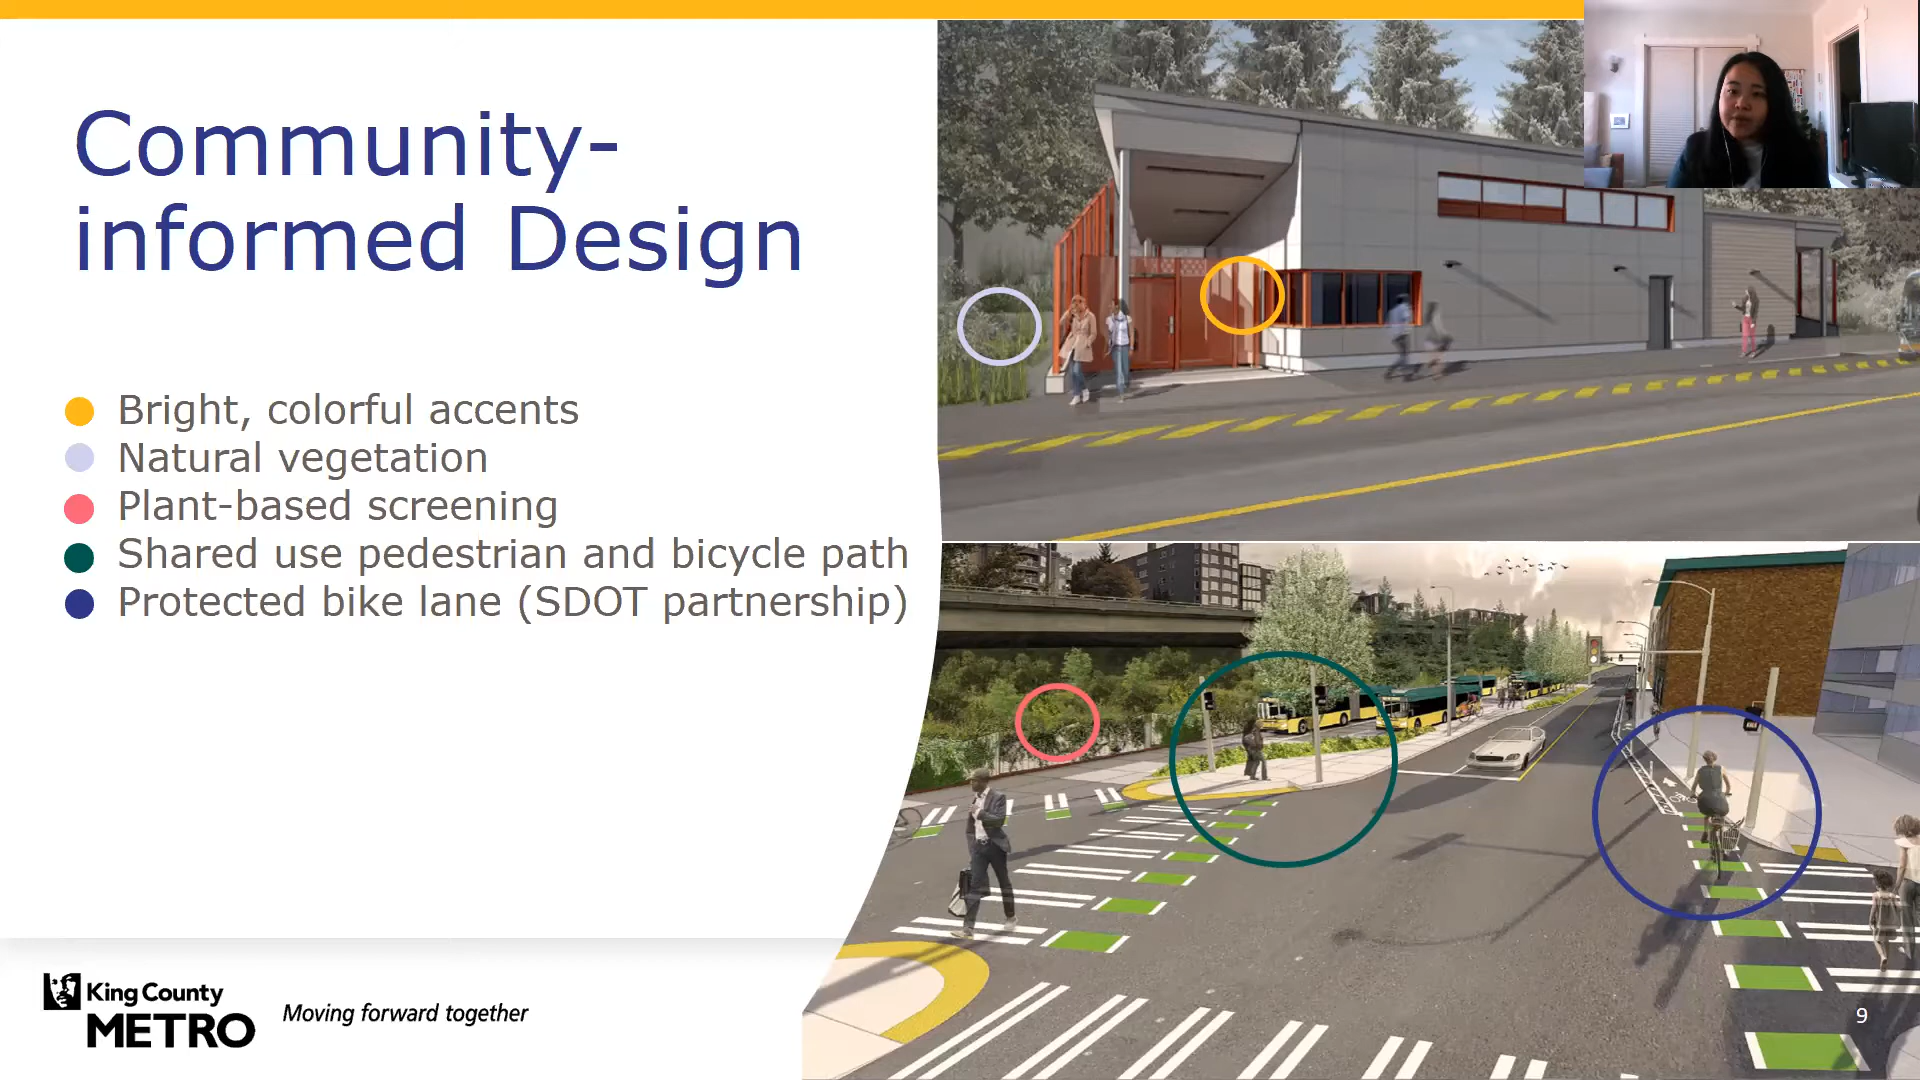 Community-
informed Design
Bright, colorful accents
Natural vegetation
Plant-based screening
Shared use pedestrian and bicycle path
Protected bike lane (SDOT partnership)
King County
METRO
Moving forward together
9